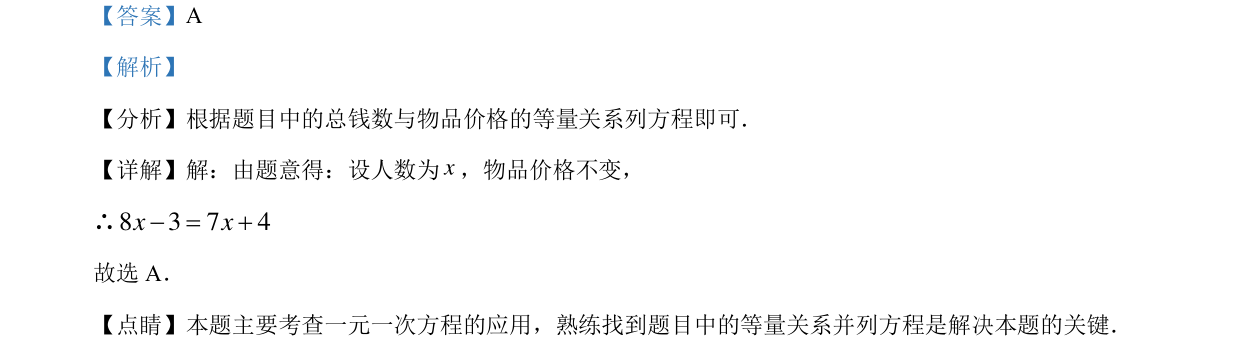 【答案】A
【解析】
【分析】根据题目中的总钱数与物品价格的等量关系列方程即可．
【详解】解：由题意得：设人数为 x ，物品价格不变，
∴ 8x－3＝7x＋4
故选 A．
【点睛】本题主要考查一元一次方程的应用，熟练找到题目中的等量关系并列方程是解决本题的关键．